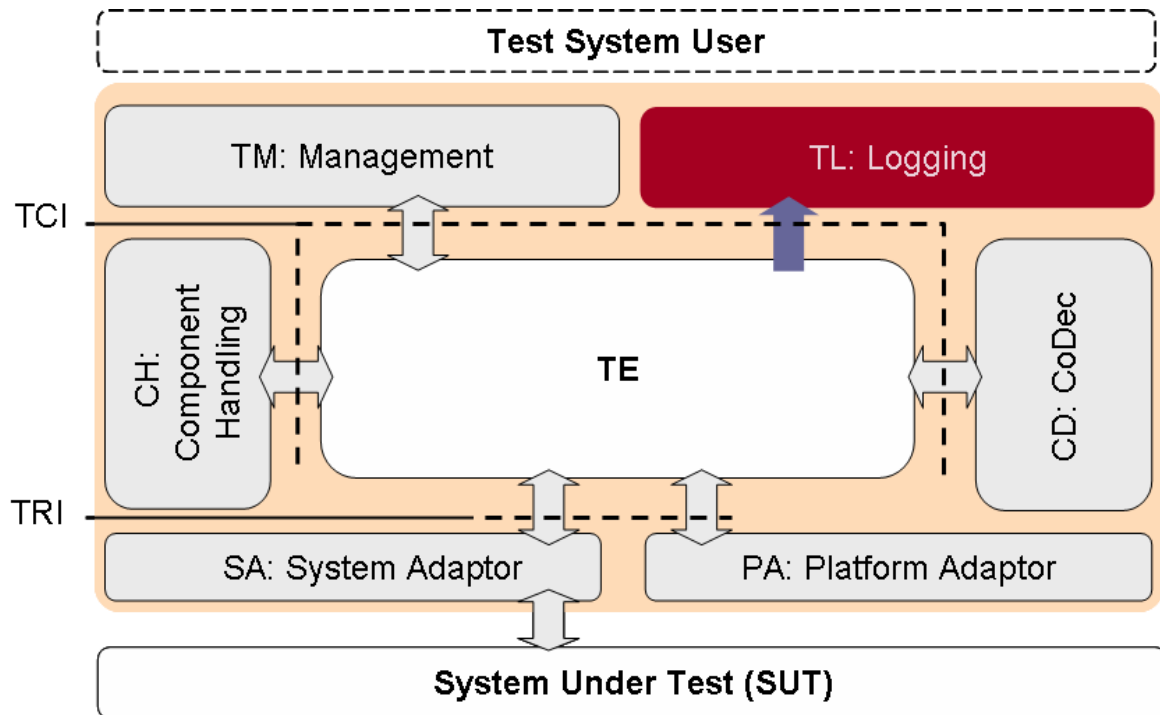 Test System User
TM: Management
TL: Logging
TCI
CH:
Component
Handling
TE
CD: CoDec
TRI
SA: System Adaptor
PA: Platform Adaptor
System Under Test (SUT)